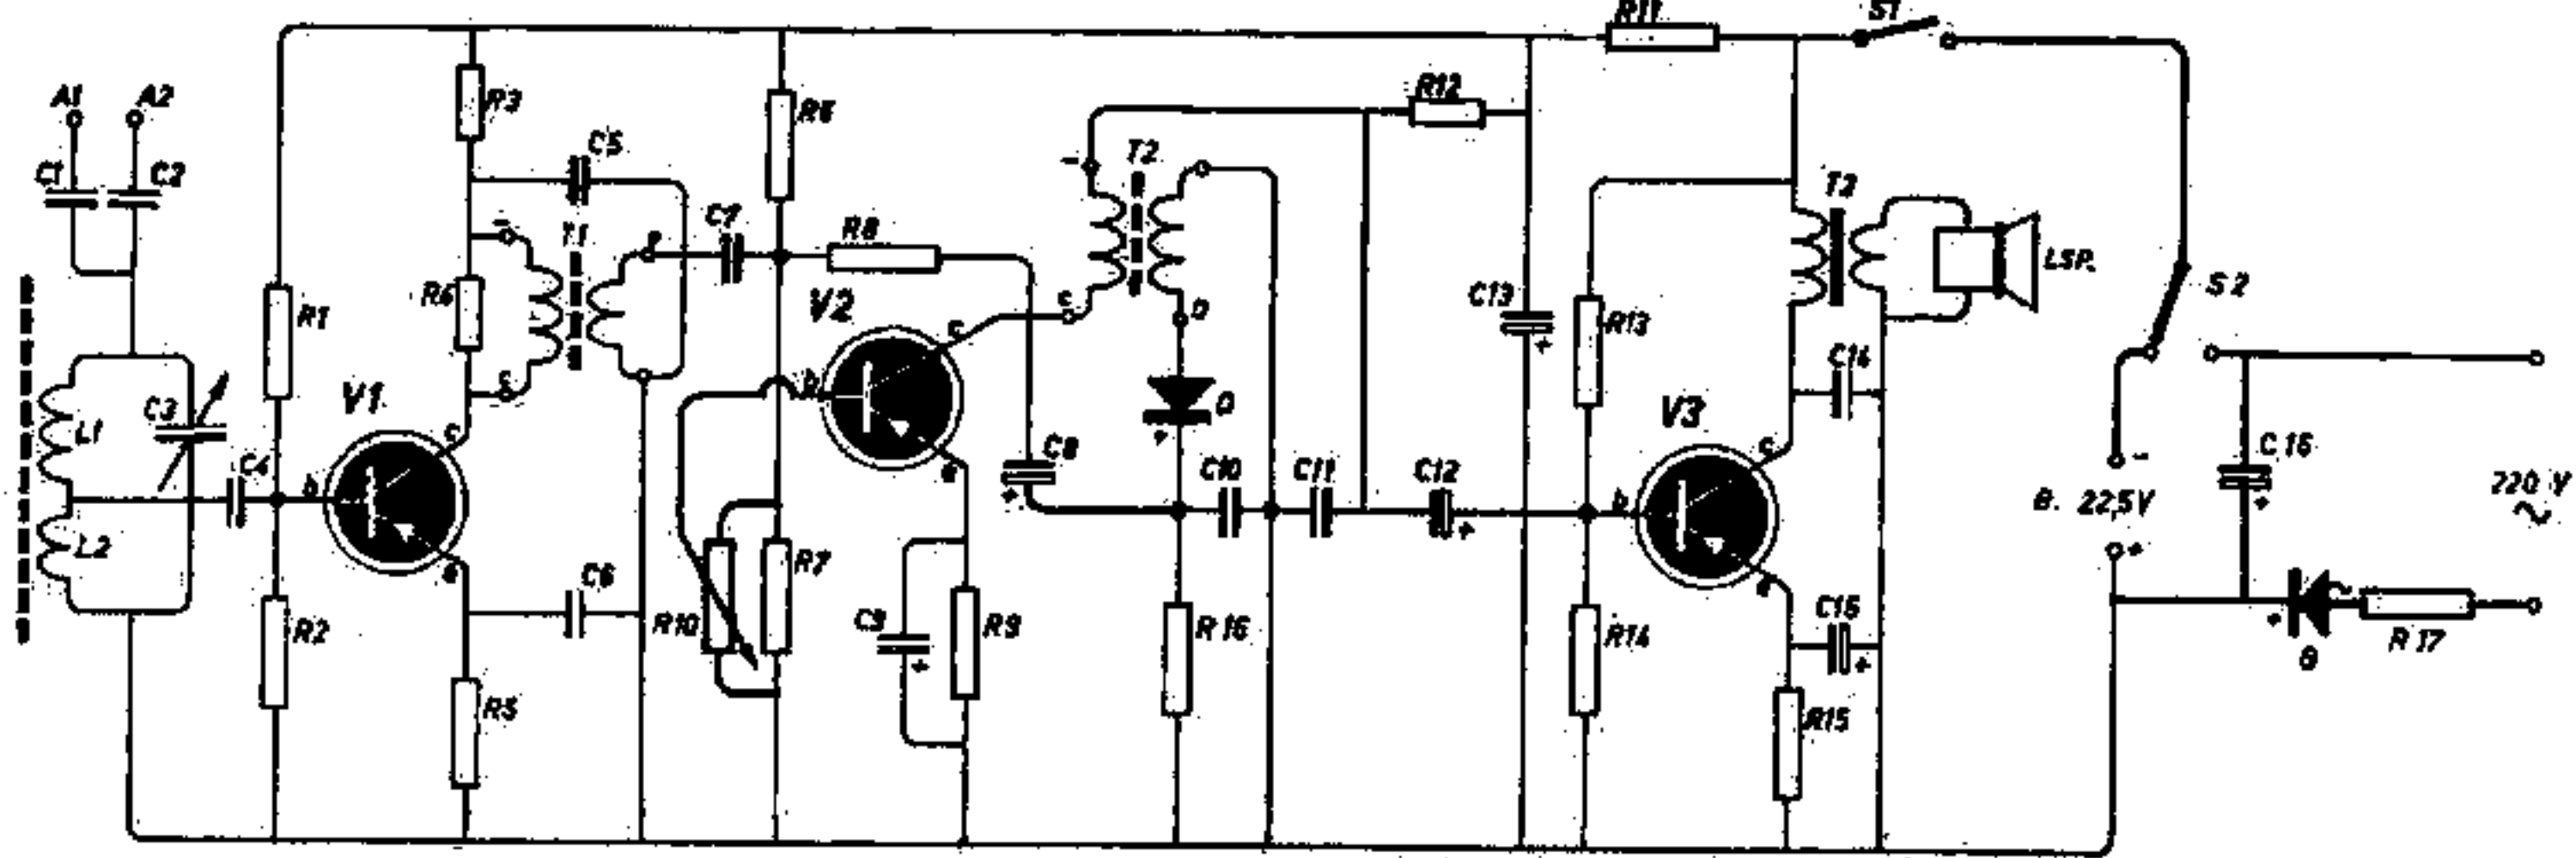 A1
A2
C1
C2
L1
L2
C3
C4
R1
R2
V1
b
c
e
R3
C5
-
T1
R4
c
P
C7
R6
R8
V2
b
c
e
C6
R5
R10
R7
C9
+
R9
C8
+
-
T2
c
D
D
+
R12
C10
C11
C12
+
R16
C13
+
R11
S1
R13
R14
V3
b
c
e
T3
LSP.
C14
C15
+
R15
S2
-
B. 22,5V
+
C16
+
220 V
~
+
~
R17